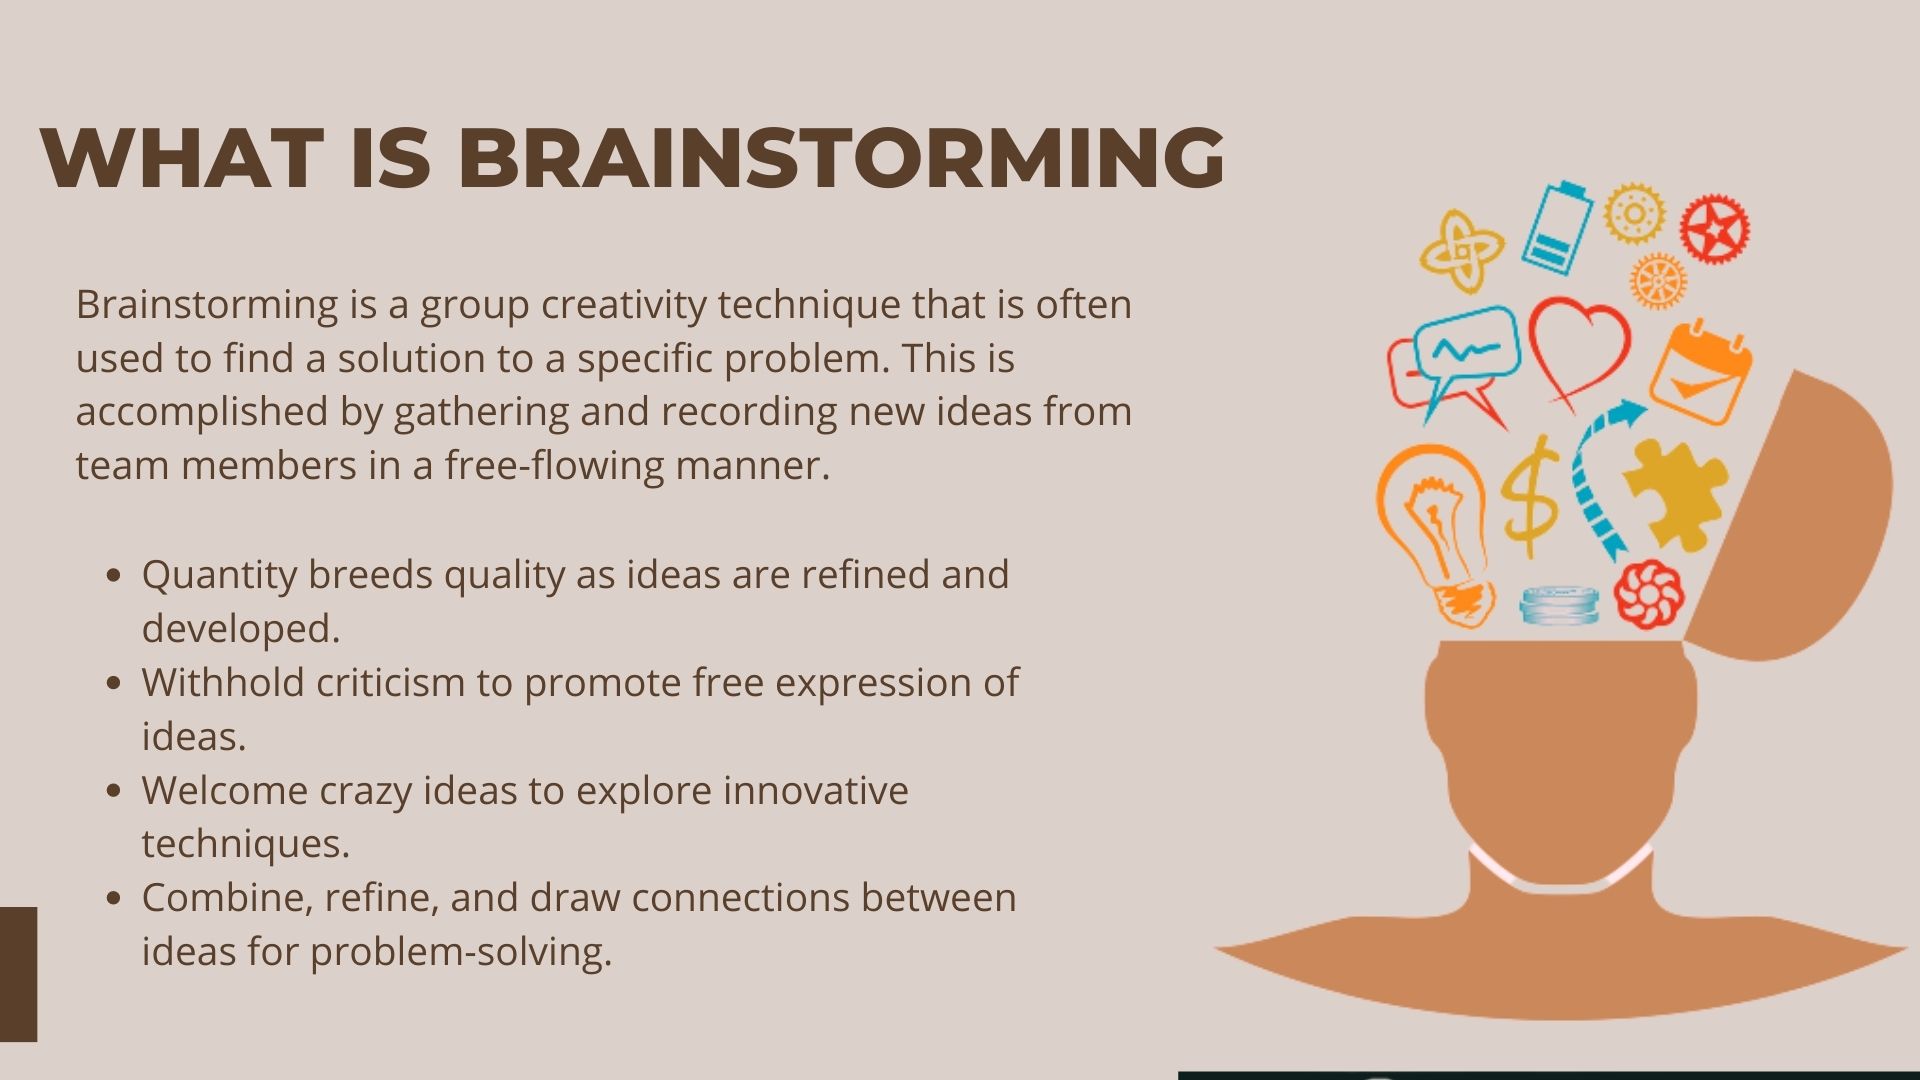 WHAT IS BRAINSTORMING
Brainstorming is a group creativity technique that is often
used to find a solution to a specific problem. This is
accomplished by gathering and recording new ideas from
team members in a free-flowing manner.
• Quantity breeds quality as ideas are refined and
developed.
• Withhold criticism to promote free expression of
ideas.
• Welcome crazy ideas to explore innovative
techniques.
• Combine, refine, and draw connections between
ideas for problem-solving.
$